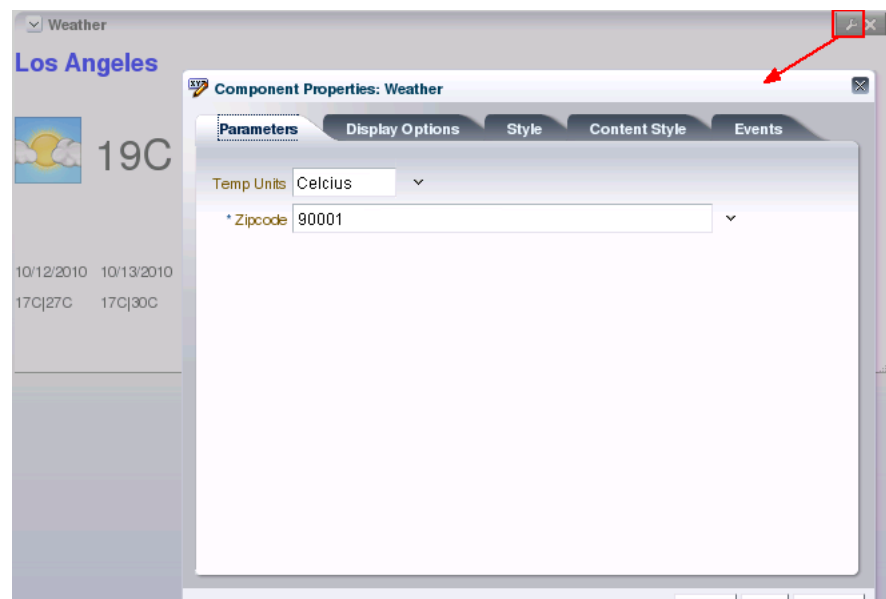 Weather
Los Angeles
Component Properties: Weather
Parameters Display Options Style Content Style Events
19C
Temp Units Celcius
* Zipcode 90001
10/12/2010 10/13/2010
17C|27C 17C|30C